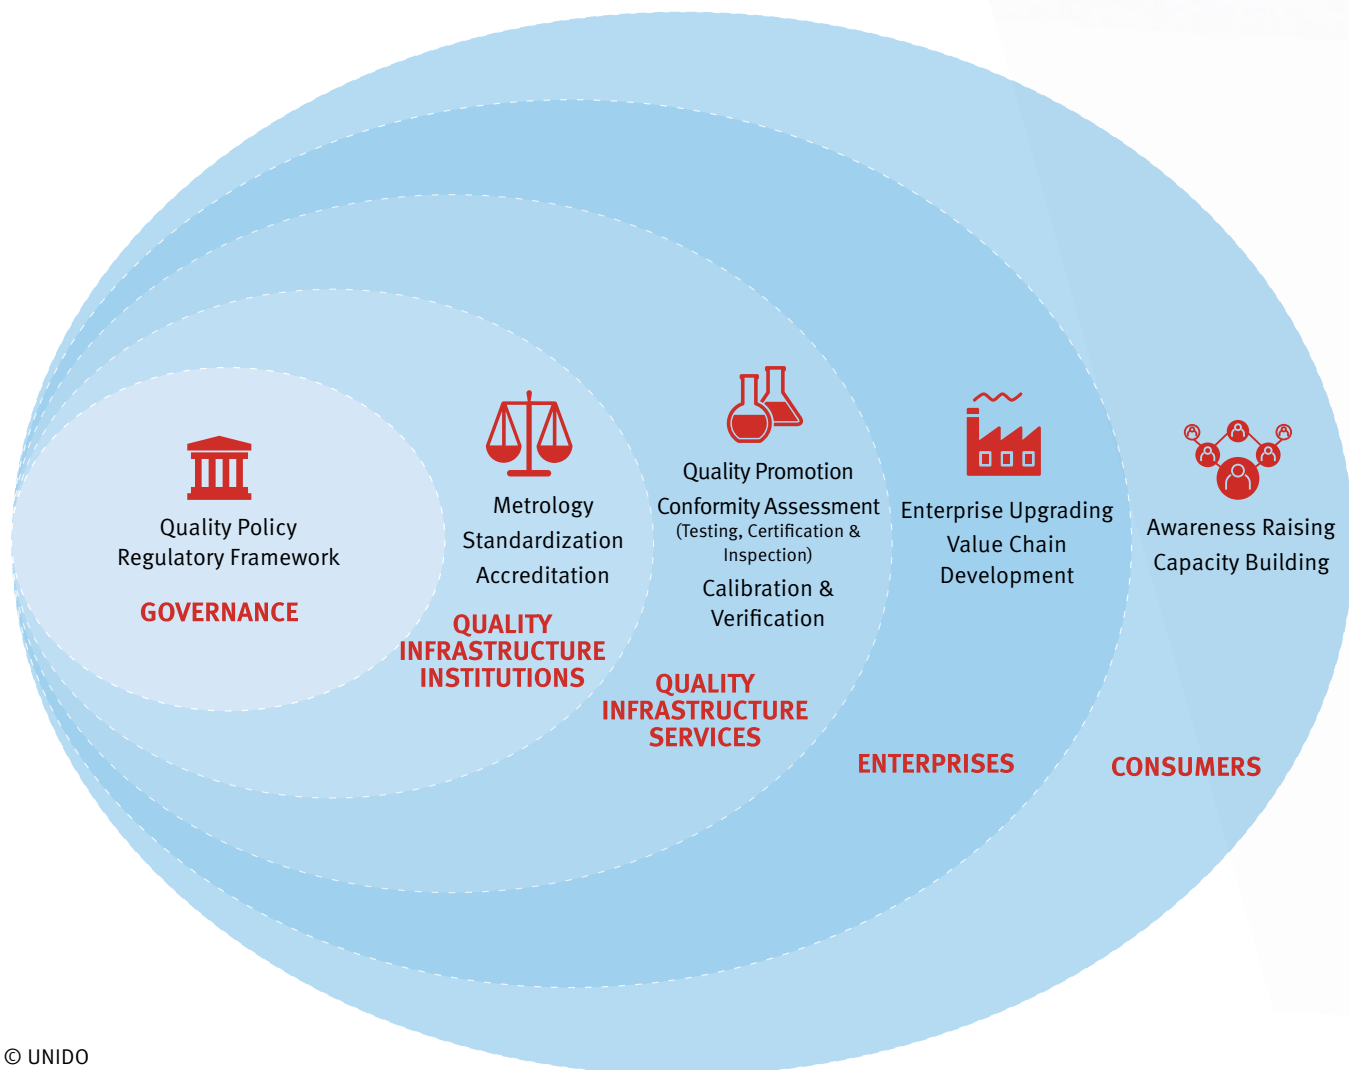 Quality Policy
Regulatory Framework
GOVERNANCE
Metrology
Standardization
Accreditation
QUALITY
INFRASTRUCTURE
INSTITUTIONS
Quality Promotion
Conformity Assessment
(Testing, Certification &
Inspection)
Calibration &
Verification
QUALITY
INFRASTRUCTURE
SERVICES
Enterprise Upgrading
Value Chain
Development
ENTERPRISES
Awareness Raising
Capacity Building
CONSUMERS
© UNIDO